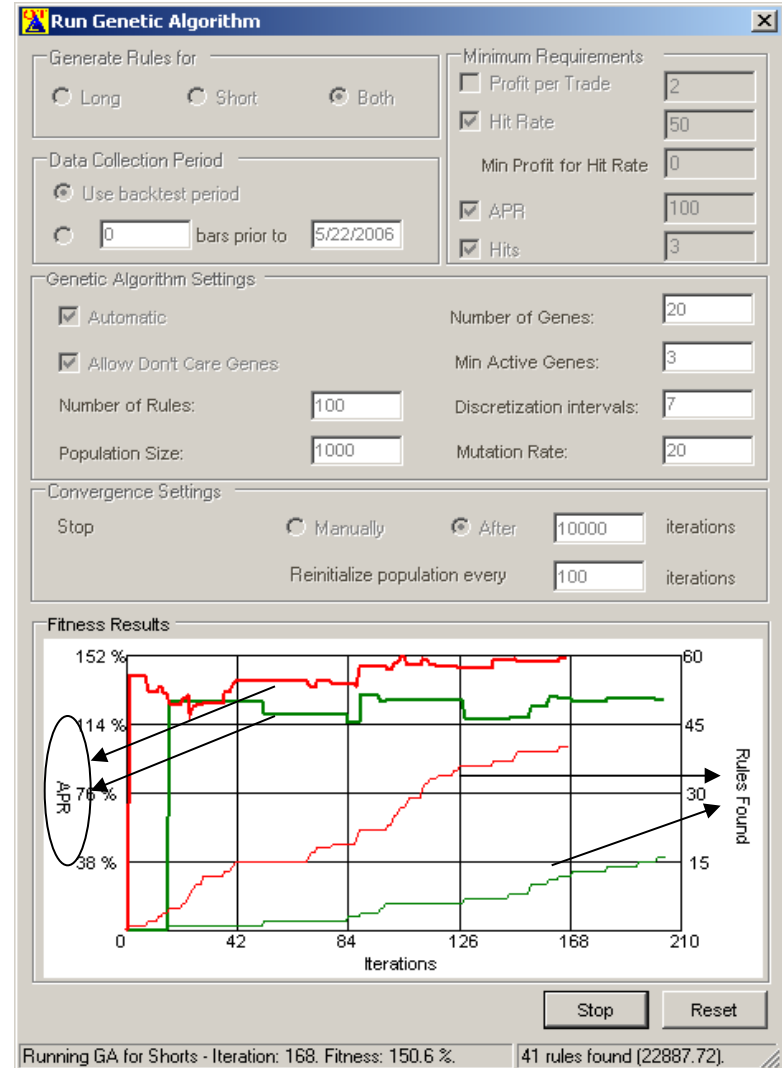 Run Genetic Algorithm
Generate Rules for
Long Short Both
Data Collection Period
Use backtest period
0 bars prior to 5/22/2006
Minimum Requirements
Profit per Trade 2
Hit Rate 50
Min Profit for Hit Rate 0
APR 100
Hits 3
Genetic Algorithm Settings
Automatic Number of Genes: 20
Allow Don't Care Genes Min Active Genes: 3
Number of Rules: 100 Discretization intervals: 7
Population Size: 1000 Mutation Rate: 20
Convergence Settings
Stop Manually After 10000 iterations
Reinitialize population every 100 iterations
Fitness Results
152 % 60
114 % 45
76 % 30
38 % 15
APR
Rules Found
0 42 84 126 168 210
Iterations
Stop Reset
Running GA for Shorts - Iteration: 168. Fitness: 150.6 %. 41 rules found (22887.72).